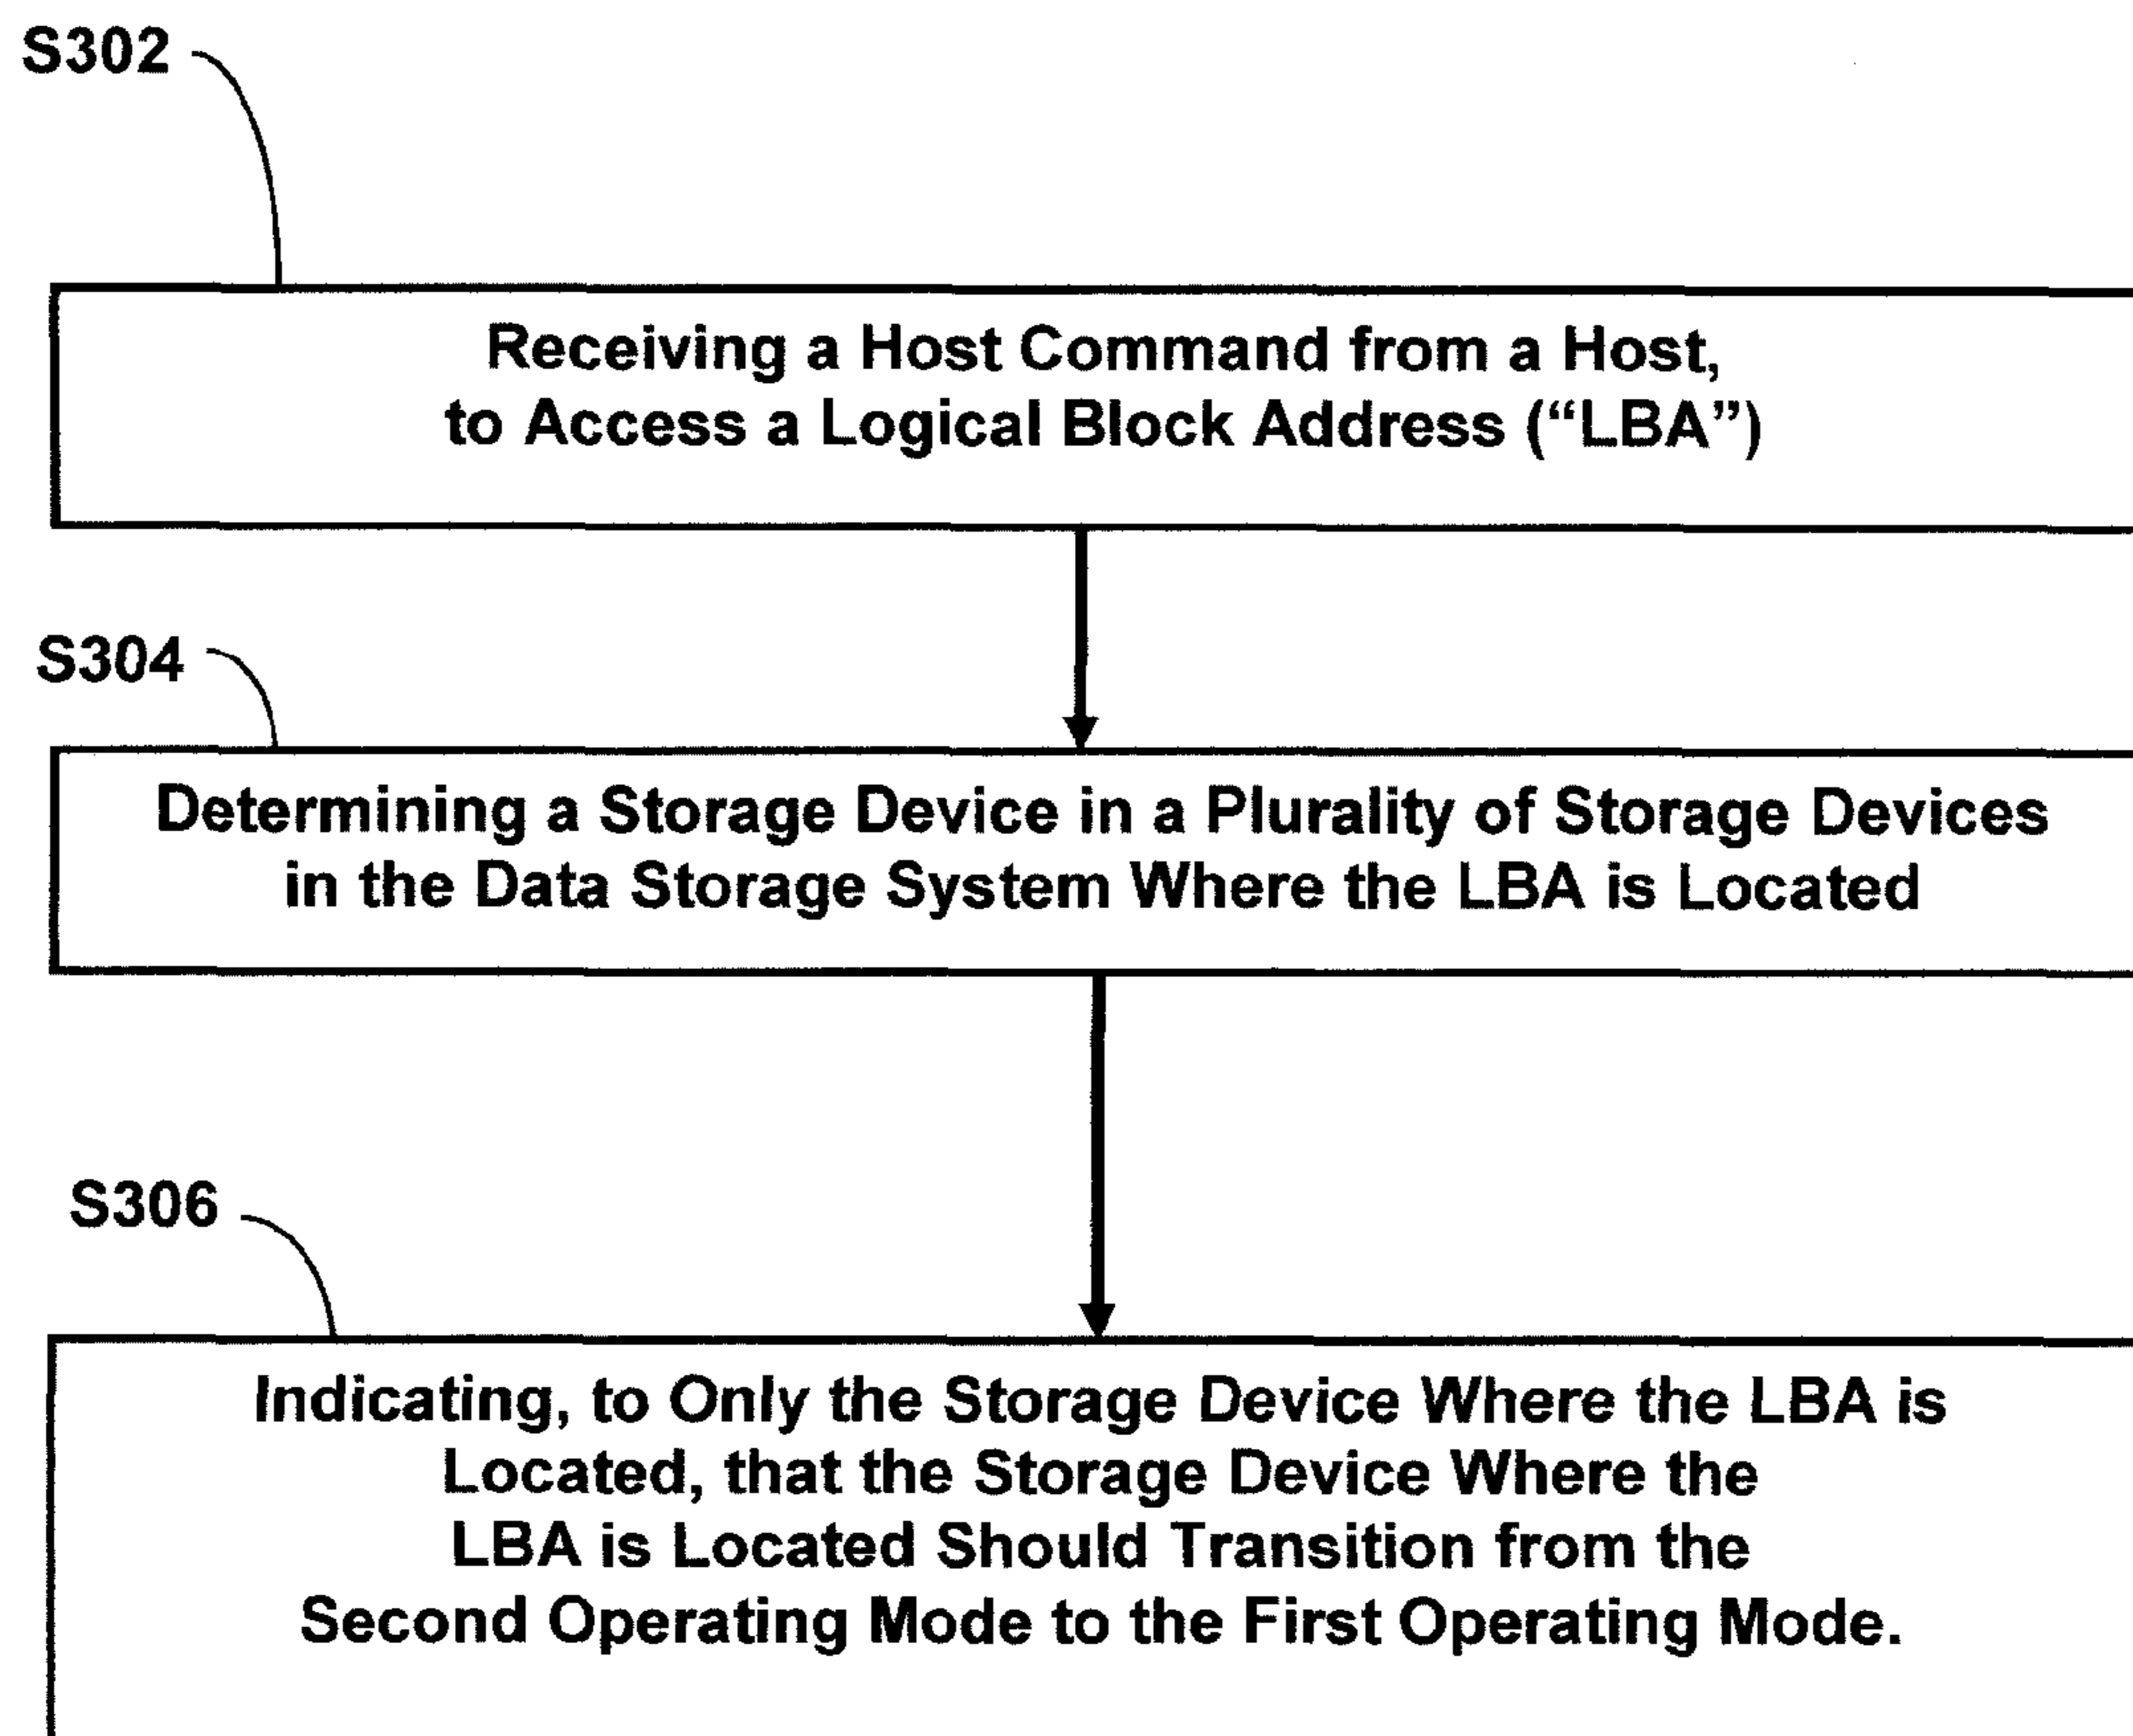 S302
Receiving a Host Command from a Host,
to Access a Logical Block Address (“LBA”)
S304
Determining a Storage Device in a Plurality of Storage Devices
in the Data Storage System Where the LBA is Located
S306
Indicating, to Only the Storage Device Where the LBA is
Located, that the Storage Device Where the
LBA is Located Should Transition from the
Second Operating Mode to the First Operating Mode.